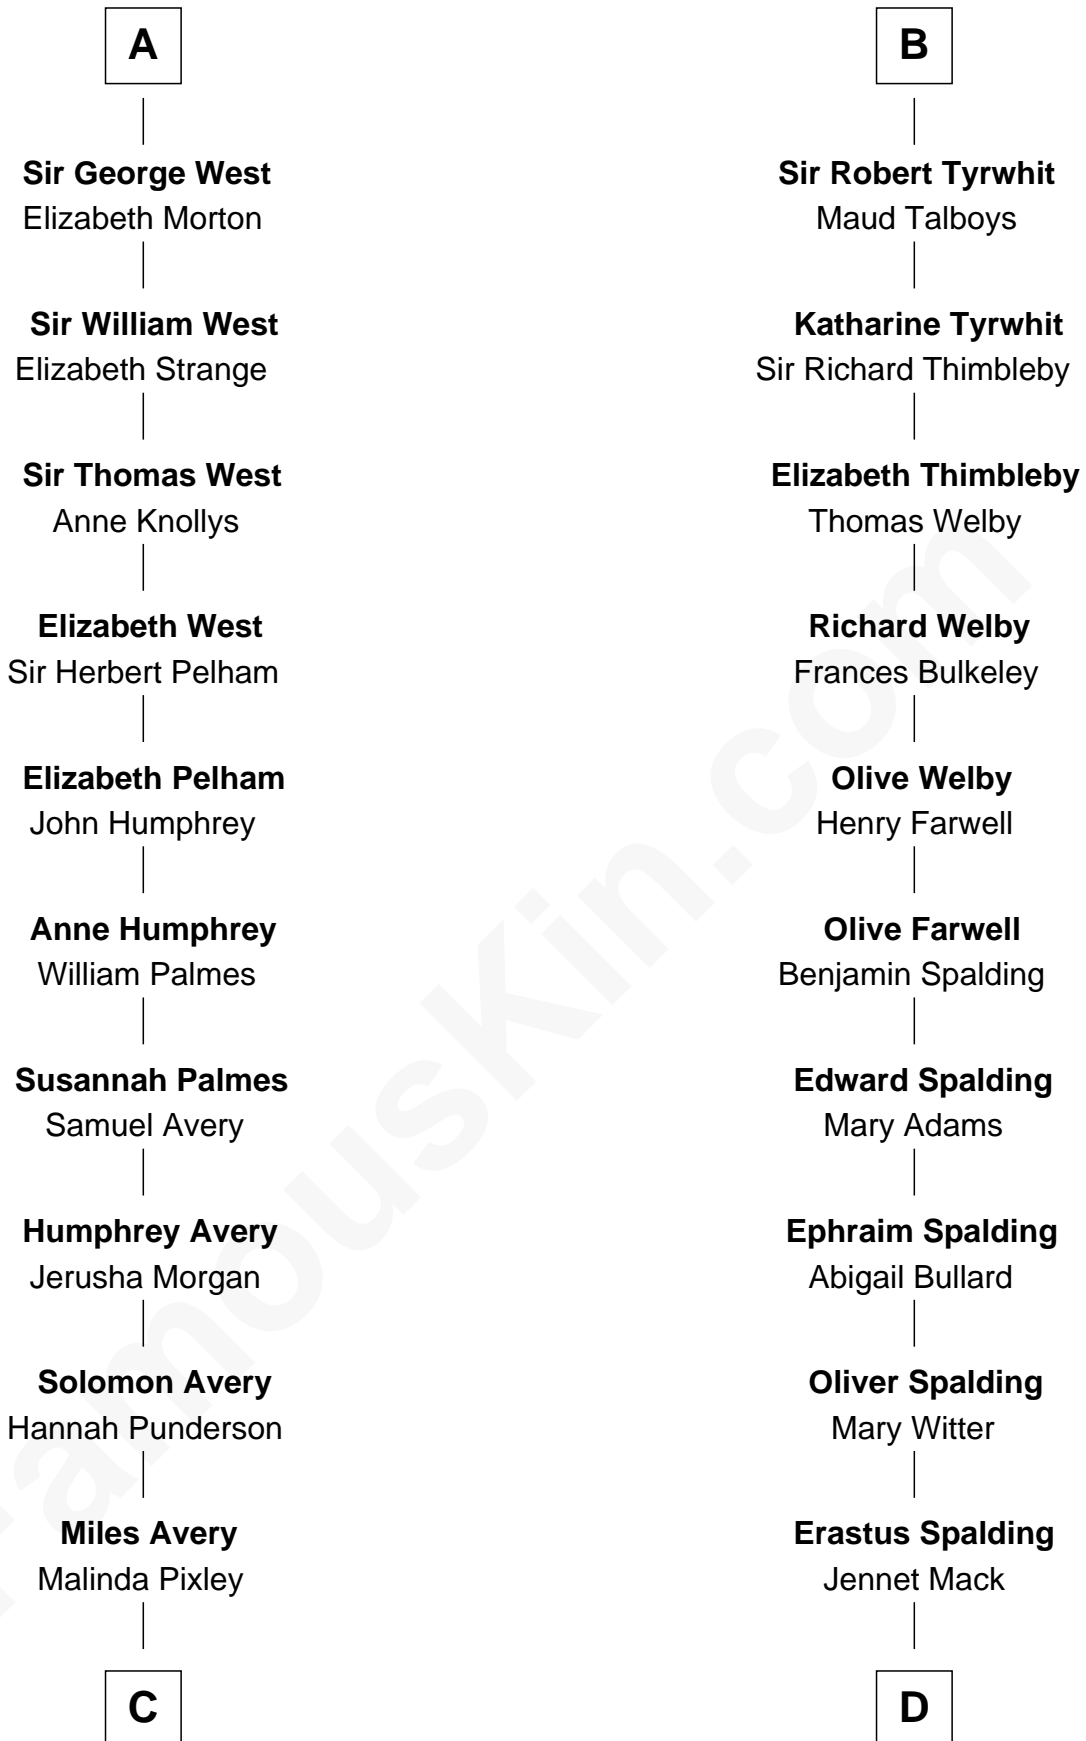 A
Sir George West
Elizabeth Morton
Sir William West
Elizabeth Strange
Sir Thomas West
Anne Knollys
Elizabeth West
Sir Herbert Pelham
Elizabeth Pelham
John Humphrey
Anne Humphrey
William Palmes
Susannah Palmes
Samuel Avery
Humphrey Avery
Jerusha Morgan
Solomon Avery
Hannah Punderson
Miles Avery
Malinda Pixley
C
B
Sir Robert Tyrwhit
Maud Talboys
Katharine Tyrwhit
Sir Richard Thimbleby
Elizabeth Thimbleby
Thomas Welby
Richard Welby
Frances Bulkeley
Olive Welby
Henry Farwell
Olive Farwell
Benjamin Spalding
Edward Spalding
Mary Adams
Ephraim Spalding
Abigail Bullard
Oliver Spalding
Mary Witter
Erastus Spalding
Jennet Mack
D
FamousKin.com